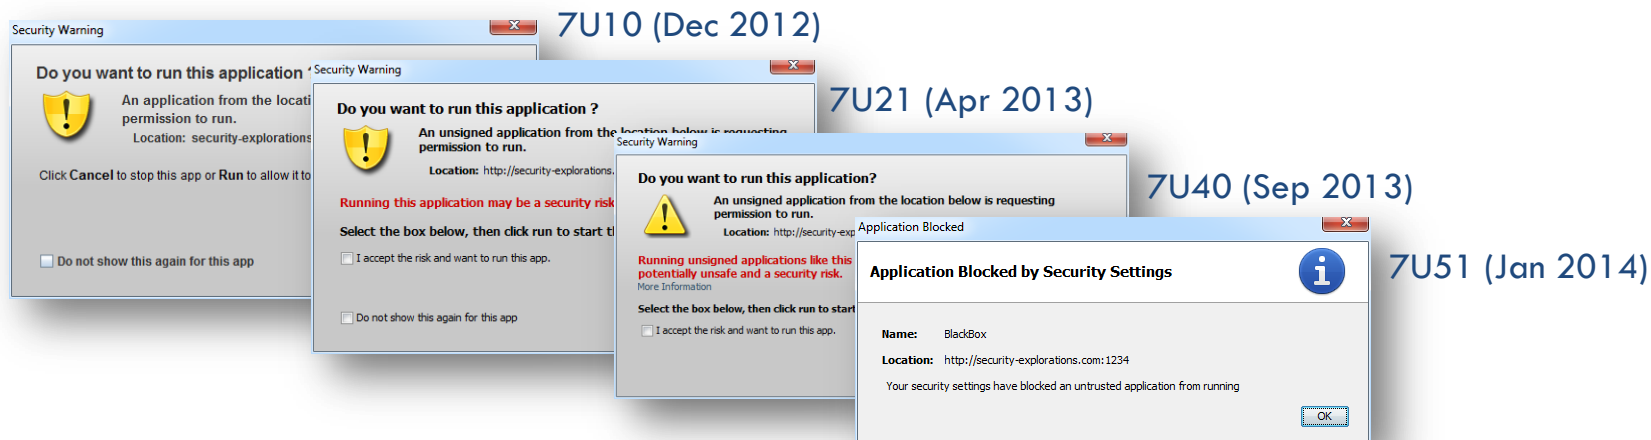 7U10 (Dec 2012)
Security Warning
Do you want to run this application
An application from the
permission to run.
Location: security-explorations
Click Cancel to stop this app or Run to allow it to
Do not show this again for this app
7U21 (Apr 2013)
Security Warning
Do you want to run this application ?
An unsigned application from the location below is requesting
permission to run.
Location: http://security-explorations.
Running this application may be a security risk
Select the box below, then click run to start
I accept the risk and want to run this app.
Do not show this again for this app
7U40 (Sep 2013)
Security Warning
Do you want to run this application?
An unsigned application from the location below is requesting
permission to run.
Location: http://security-exp
Running unsigned applications like this
potentially unsafe and a security risk.
More Information
Select the box below, then click run to start
I accept the risk and want to run this app.
7U51 (Jan 2014)
Application Blocked
Application Blocked by Security Settings
Name: BlackBox
Location: http://security-explorations.com:1234
Your security settings have blocked an untrusted application from running
OK